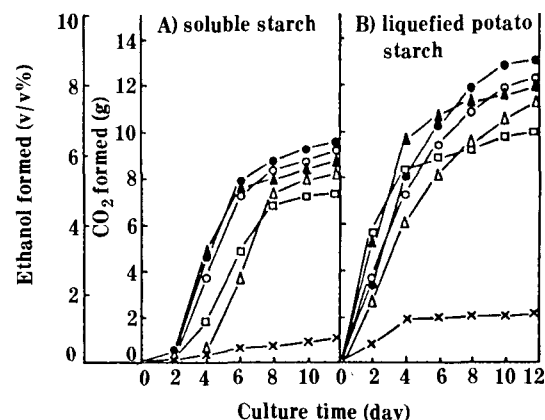 A) soluble starch
B) liquefied potato
starch
Ethanol formed (v/v%)
10
8
6
4
2
0
CO2 formed (g)
14
12
10
8
6
4
2
0
0 2 4 6 8 10 12
0 2 4 6 8 10 12
Culture time (day)